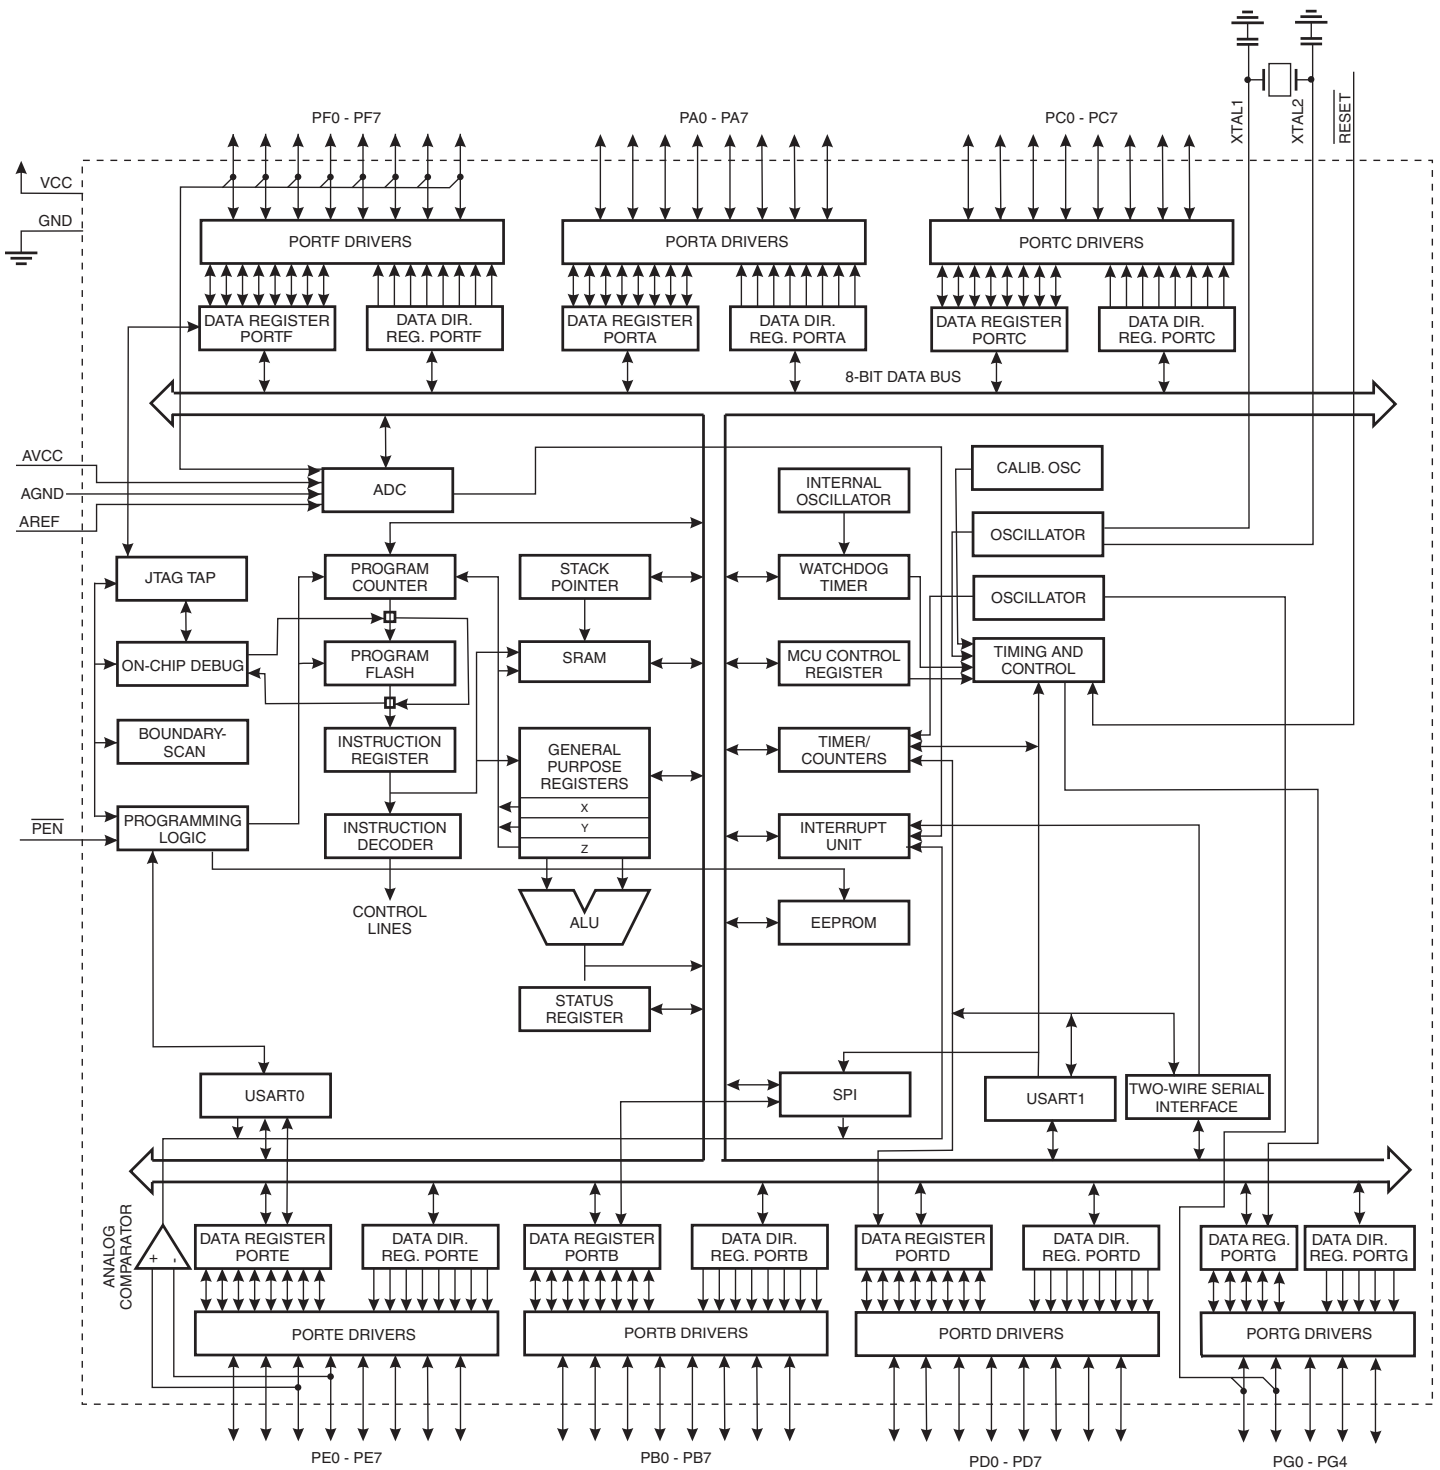 XTAL1
XTAL2
RESET
PF0 - PF7
PA0 - PA7
PC0 - PC7
VCC
GND
PORTF DRIVERS
PORTA DRIVERS
PORTC DRIVERS
DATA REGISTER
PORTF
DATA DIR.
REG. PORTF
DATA REGISTER
PORTA
DATA DIR.
REG. PORTA
DATA REGISTER
PORTC
DATA DIR.
REG. PORTC
8-BIT DATA BUS
AVCC
AGND
AREF
ADC
INTERNAL
OSCILLATOR
CALIB. OSC
OSCILLATOR
JTAG TAP
PROGRAM
COUNTER
STACK
POINTER
WATCHDOG
TIMER
OSCILLATOR
ON-CHIP DEBUG
PROGRAM
FLASH
SRAM
MCU CONTROL
REGISTER
TIMING AND
CONTROL
BOUNDARY-
SCAN
INSTRUCTION
REGISTER
GENERAL
PURPOSE
REGISTERS
X
Y
Z
TIMER/
COUNTERS
PEN
PROGRAMMING
LOGIC
INSTRUCTION
DECODER
INTERRUPT
UNIT
CONTROL
LINES
ALU
EEPROM
STATUS
REGISTER
USART0
SPI
USART1
TWO-WIRE SERIAL
INTERFACE
ANALOG
COMPARATOR
+
-
DATA REGISTER
PORTE
DATA DIR.
REG. PORTE
DATA REGISTER
PORTB
DATA DIR.
REG. PORTB
DATA REGISTER
PORTD
DATA DIR.
REG. PORTD
DATA REG.
PORTG
DATA DIR.
REG. PORTG
PORTE DRIVERS
PORTB DRIVERS
PORTD DRIVERS
PORTG DRIVERS
PE0 - PE7
PB0 - PB7
PD0 - PD7
PG0 - PG4